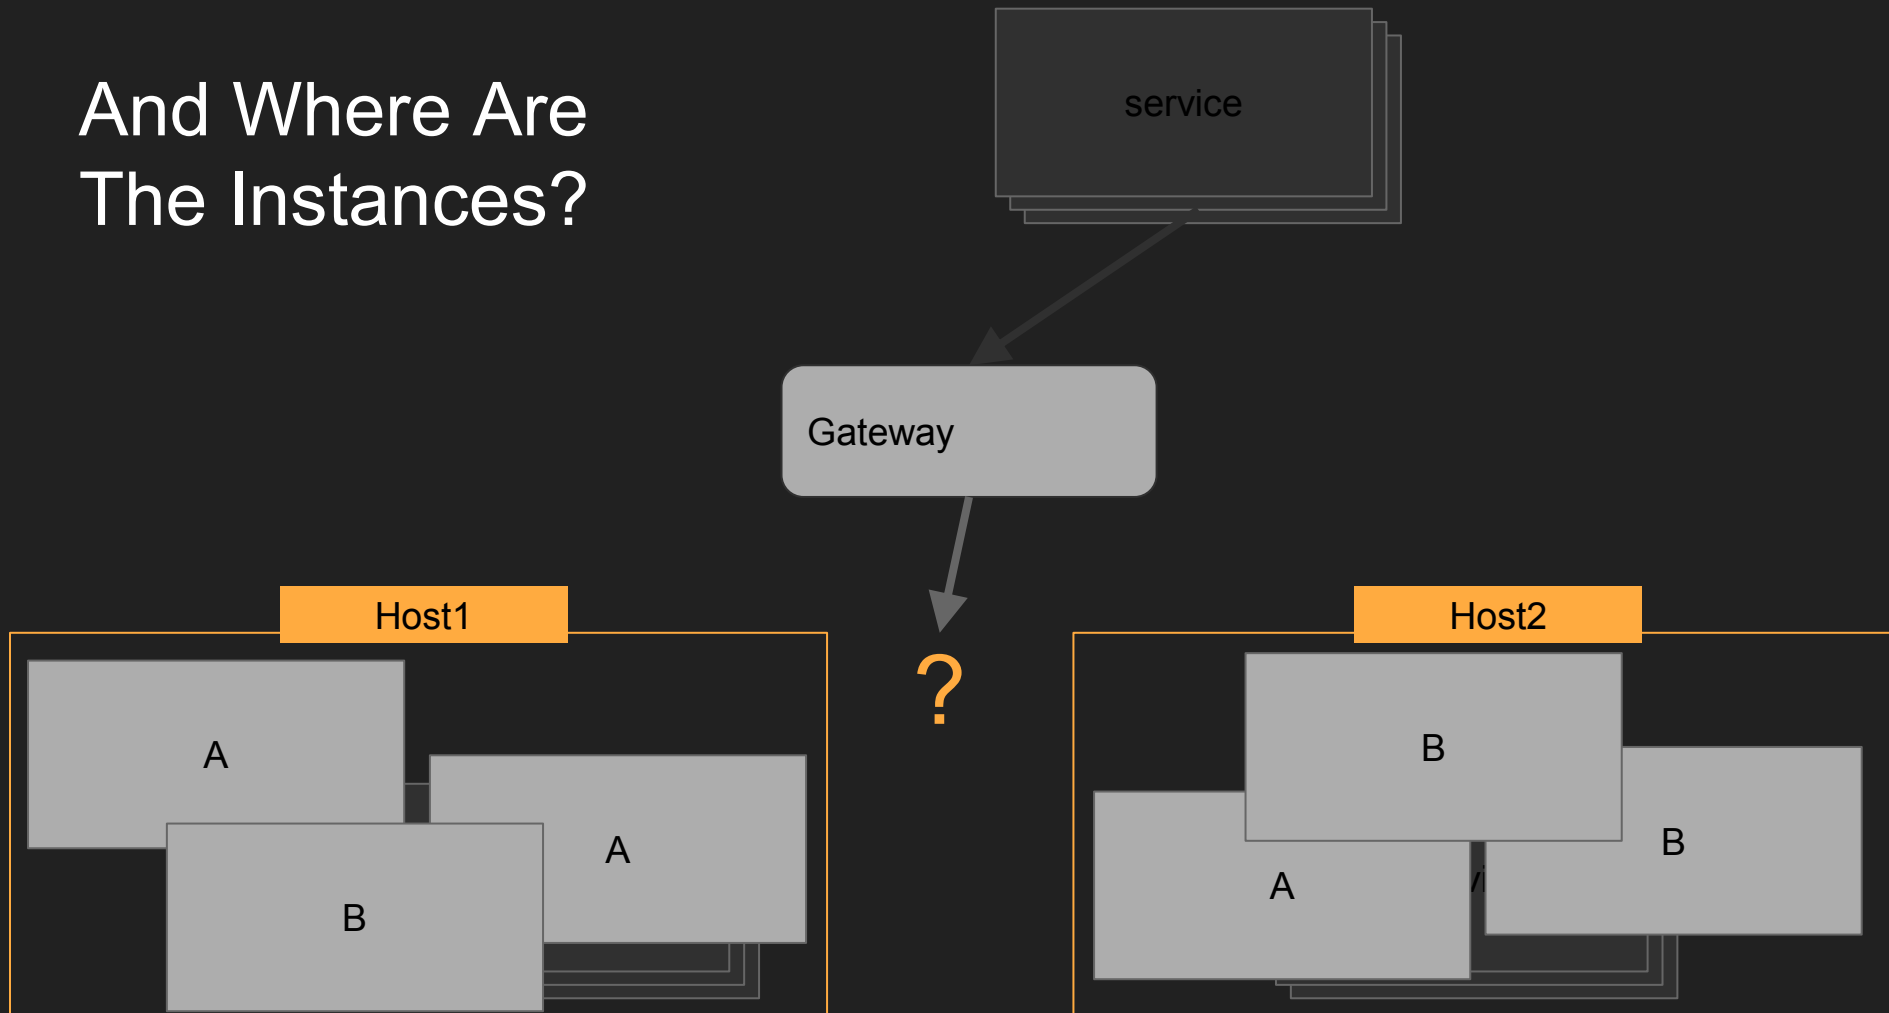 And Where Are
The Instances?
service
Gateway
Host1
Host2
?
A
A
B
B
B
A